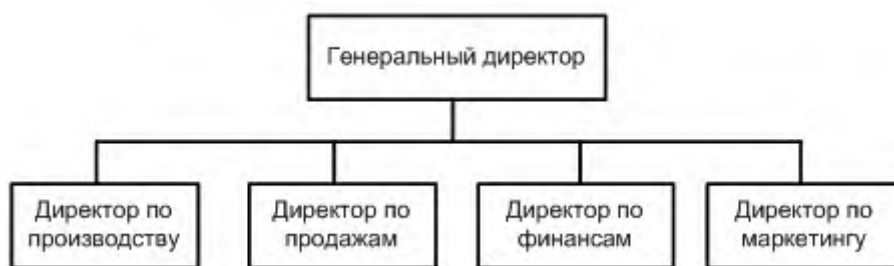 Генеральный директор
Директор по
производству
Директор по
продажам
Директор по
финансам
Директор по
маркетингу